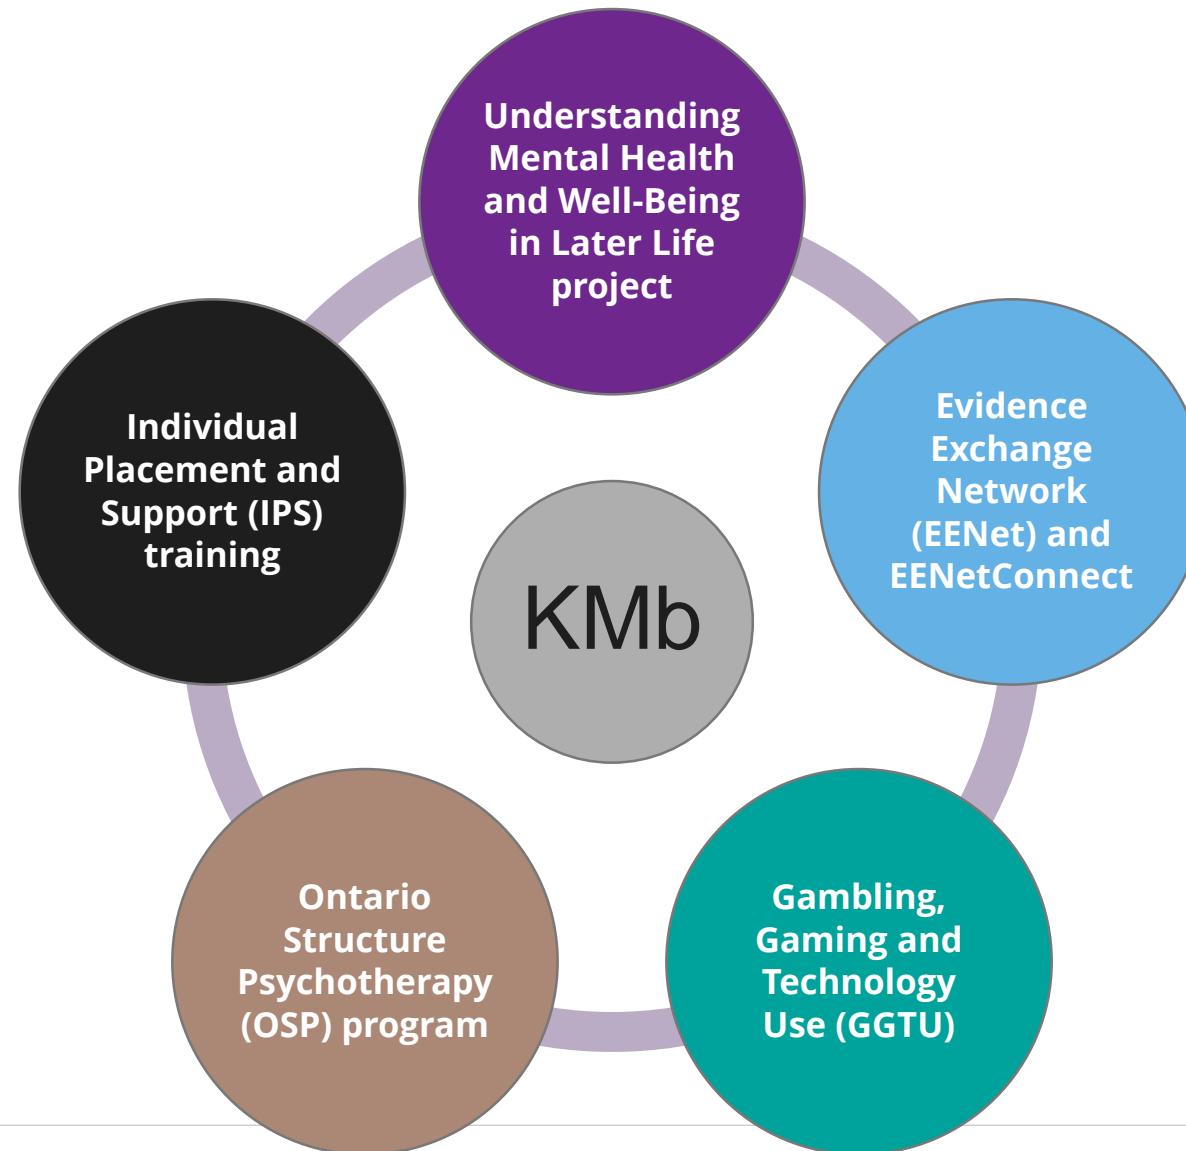 Understanding
Mental Health
and Well-Being
in Later Life
project
Evidence
Exchange
Network
(EENet) and
EENetConnect
Gambling,
Gaming and
Technology
Use (GGTU)
Ontario
Structure
Psychotherapy
(OSP) program
Individual
Placement and
Support (IPS)
training
KMb